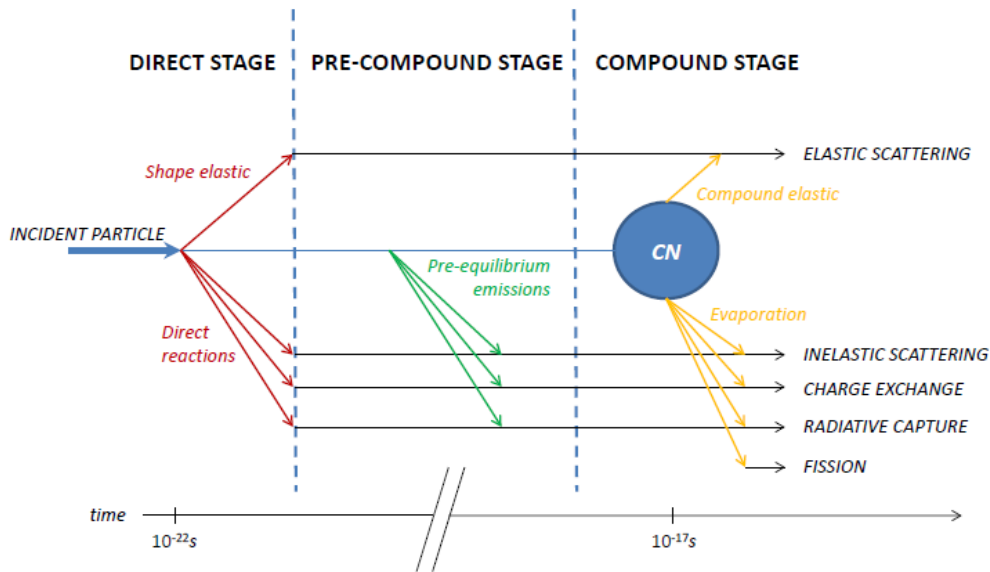 DIRECT STAGE
PRE-COMPOUND STAGE
COMPOUND STAGE
Shape elastic
ELASTIC SCATTERING
Compound elastic
INCIDENT PARTICLE
CN
Pre-equilibrium
emissions
Direct
reactions
Evaporation
INELASTIC SCATTERING
CHARGE EXCHANGE
RADIATIVE CAPTURE
FISSION
time
10⁻²²s
10⁻¹⁷s